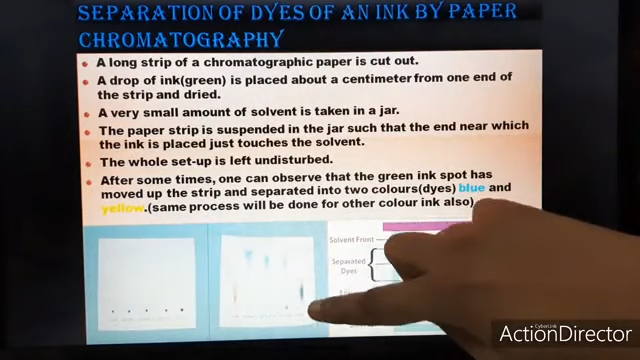 SEPARATION OF DYES OF AN INK BY PAPER
CHROMATOGRAPHY
A long strip of a chromatographic paper is cut out.
A drop of ink(green) is placed about a centimeter from one end of
the strip and dried.
A very small amount of solvent is taken in a jar.
The paper strip is suspended in the jar such that the end near which
the ink is placed just touches the solvent.
The whole set-up is left undisturbed.
After some times, one can observe that the green ink spot has
moved up the strip and separated into two colours(dyes) blue and
yellow.(same process will be done for other colour ink also)
Solvent Front
Separated
Dyes
CyberLink
ActionDirector